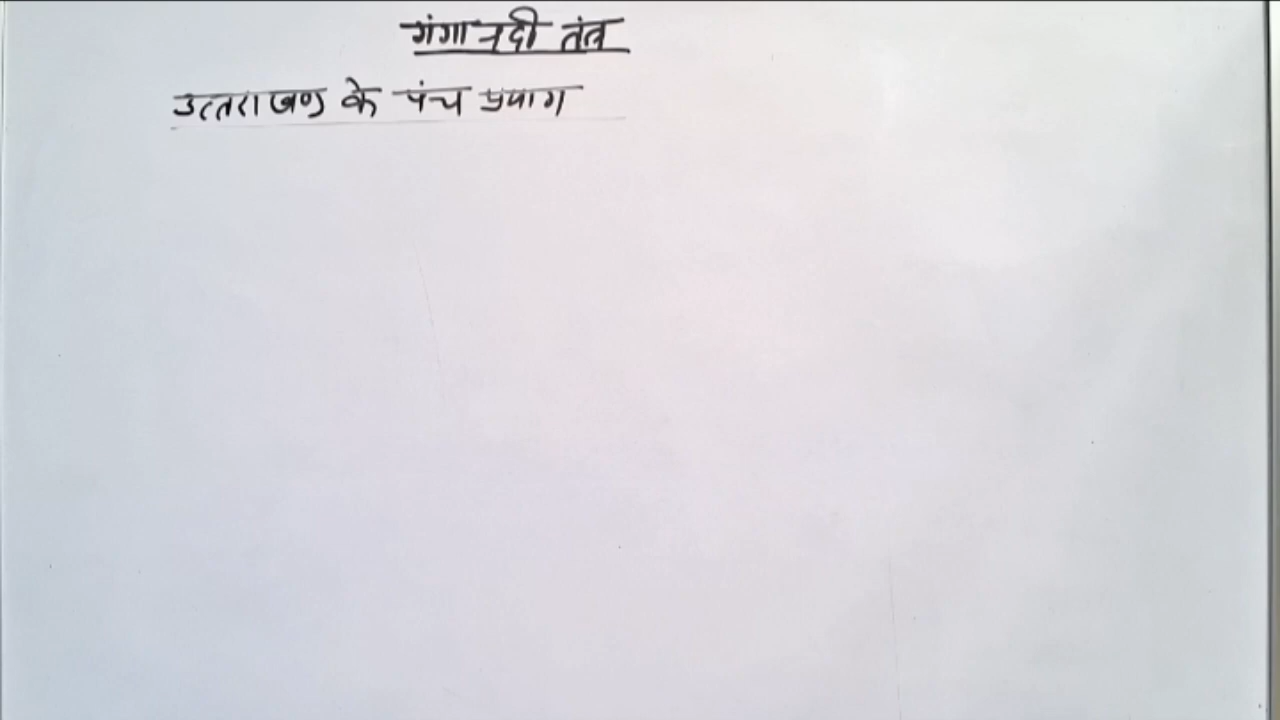 गंगा नदी तंत्र
उत्तराखण्ड के पंच प्रयाग